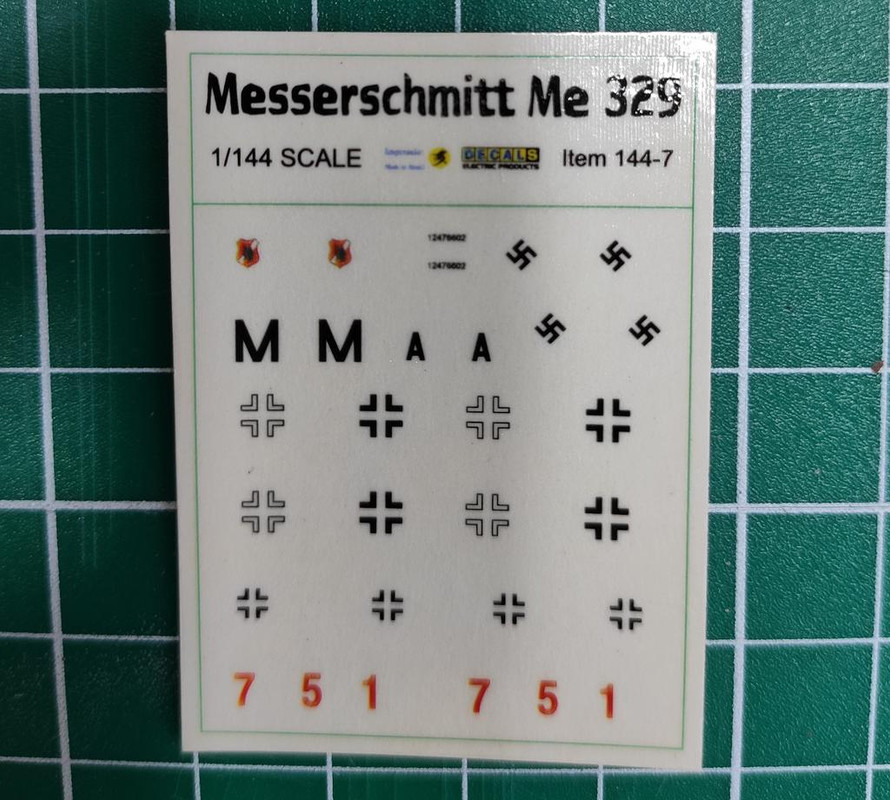 Messerschmitt Me 329
1/144 SCALE DECALS ELECTRIC PRODUCTS Item 144-7
12476602
12476602
M M A A
7 5 1 7 5 1